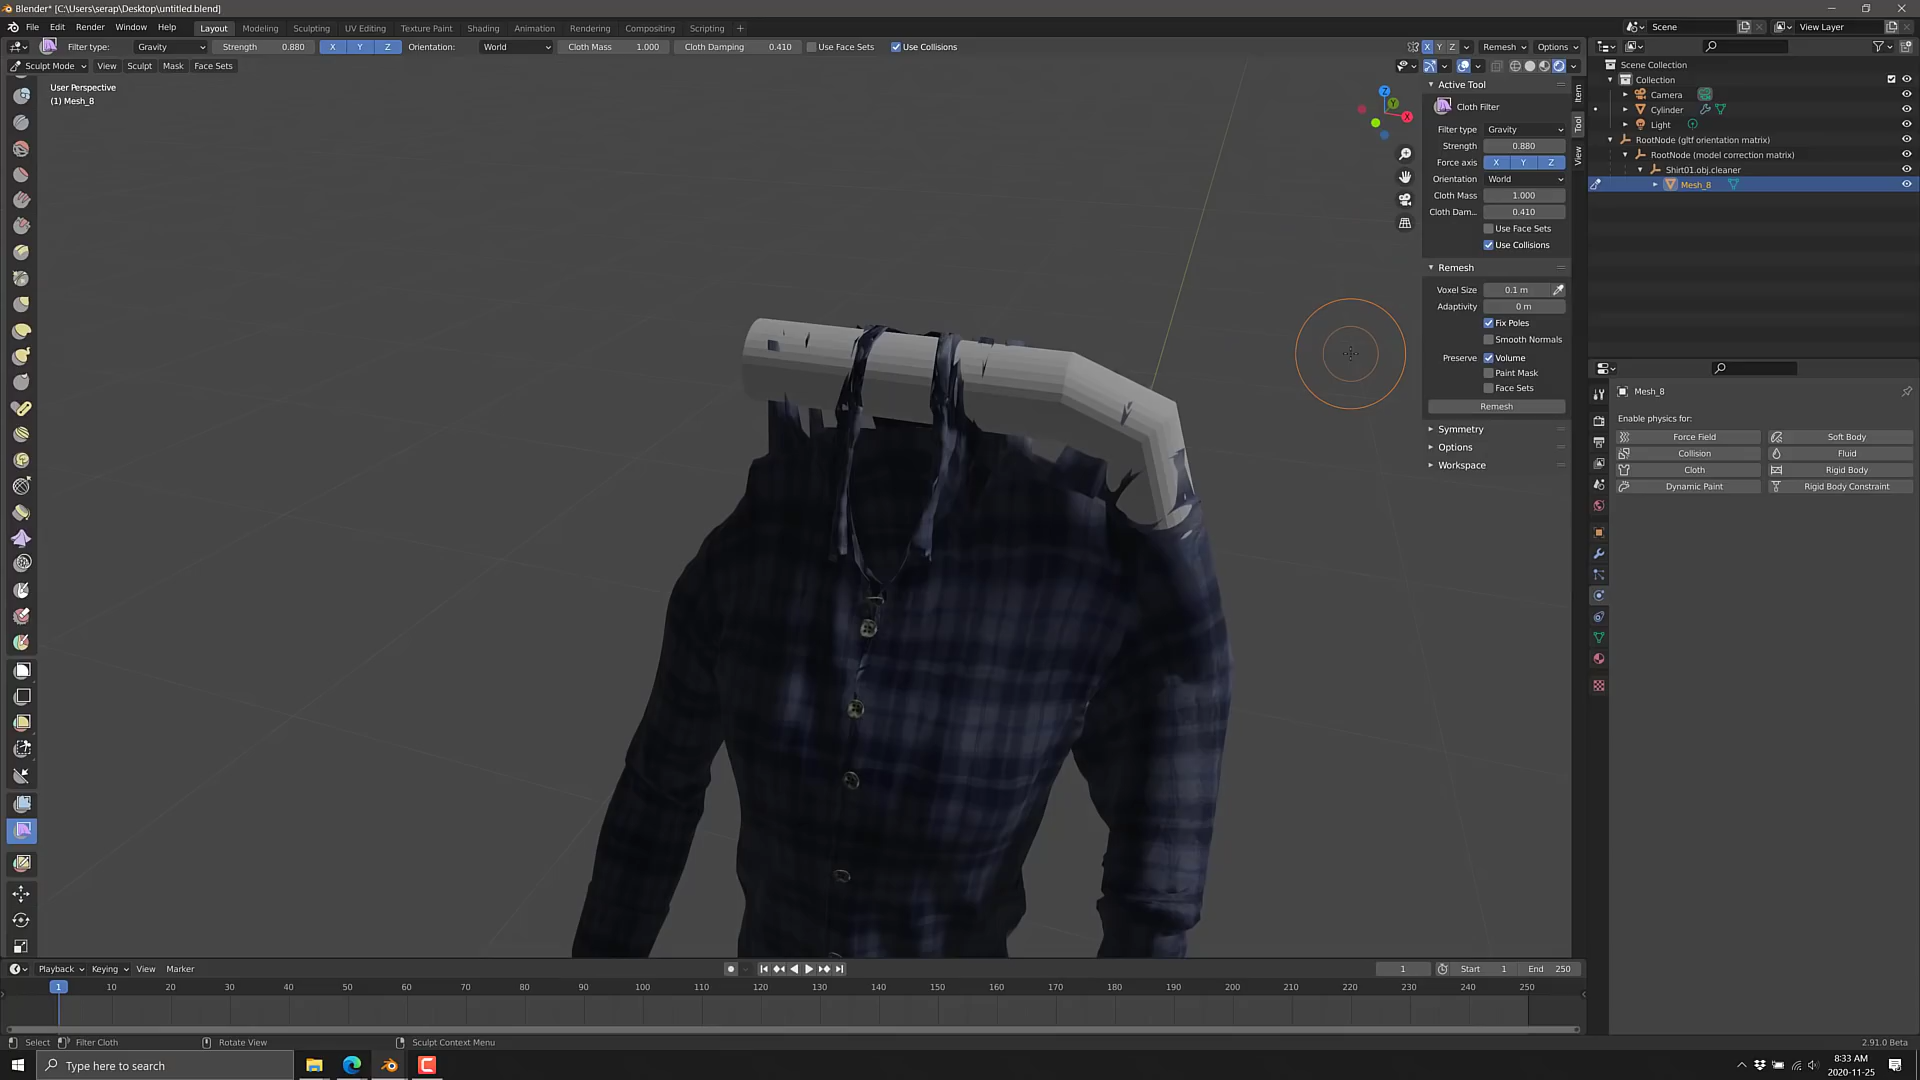 Blender* [C:\Users\serap\Desktop\untitled.blend]
File Edit Render Window Help Layout Modeling Sculpting UV Editing Texture Paint Shading Animation Rendering Compositing Scripting + Scene View Layer
Filter type: Gravity Strength 0.880 X Y Z Orientation: World Cloth Mass 1.000 Cloth Damping 0.410 Use Face Sets Use Collisions X Y Z Remesh Options
Sculpt Mode View Sculpt Mask Face Sets
User Perspective
(1) Mesh_8
Z
Y
X
Active Tool
Cloth Filter
Filter type Gravity
Strength 0.880
Force axis X Y Z
Orientation World
Cloth Mass 1.000
Cloth Dam... 0.410
Use Face Sets
Use Collisions
Remesh
Voxel Size 0.1 m
Adaptivity 0 m
Fix Poles
Smooth Normals
Preserve Volume
Paint Mask
Face Sets
Remesh
Symmetry
Options
Workspace
Item
Tool
View
Scene Collection
Collection
Camera
Cylinder
Light
RootNode (gltf orientation matrix)
RootNode (model correction matrix)
Shirt01.obj.cleaner
Mesh_8
Mesh_8
Enable physics for:
Force Field Soft Body
Collision Fluid
Cloth Rigid Body
Dynamic Paint Rigid Body Constraint
Playback Keying View Marker 1 Start 1 End 250
1 10 20 30 40 50 60 70 80 90 100 110 120 130 140 150 160 170 180 190 200 210 220 230 240 250
Select Filter Cloth Rotate View Sculpt Context Menu 2.91.0 Beta
Type here to search
8:33 AM
2020-11-25